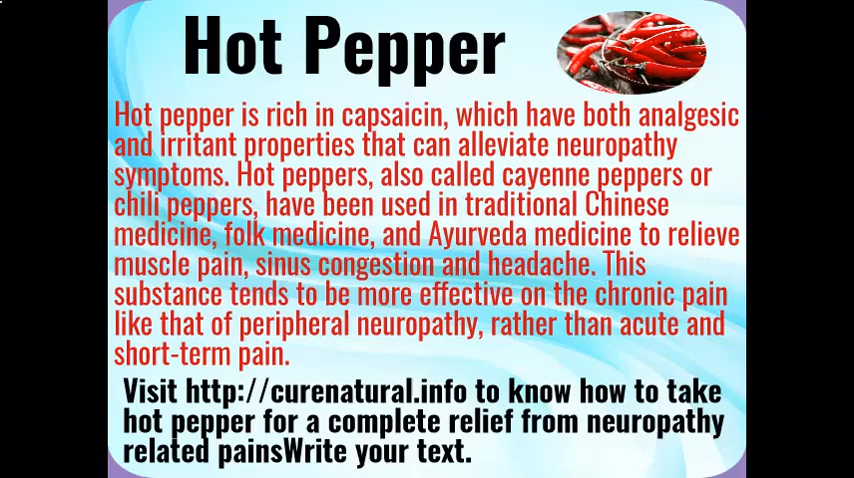 Hot Pepper
Hot pepper is rich in capsaicin, which have both analgesic
and irritant properties that can alleviate neuropathy
symptoms. Hot peppers, also called cayenne peppers or
chili peppers, have been used in traditional Chinese
medicine, folk medicine, and Ayurveda medicine to relieve
muscle pain, sinus congestion and headache. This
substance tends to be more effective on the chronic pain
like that of peripheral neuropathy, rather than acute and
short-term pain.
Visit http://curenatural.info to know how to take
hot pepper for a complete relief from neuropathy
related painsWrite your text.